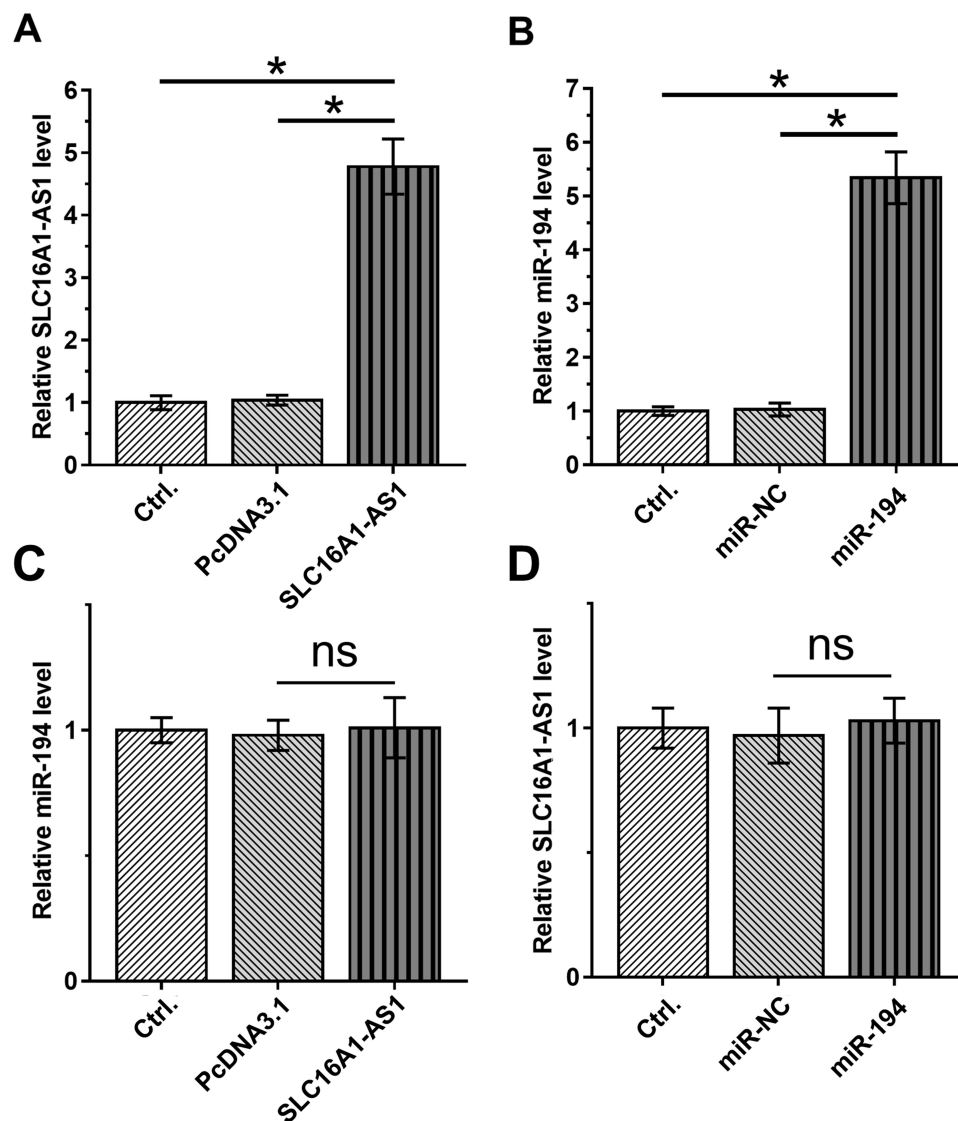 A
Relative SLC16A1-AS1 level
6
5
4
3
2
1
0
*
*
Ctrl.
PcDNA3.1
SLC16A1-AS1
B
Relative miR-194 level
7
6
5
4
3
2
1
0
*
*
Ctrl.
miR-NC
miR-194
C
Relative miR-194 level
1
0
ns
Ctrl.
PcDNA3.1
SLC16A1-AS1
D
Relative SLC16A1-AS1 level
1
0
ns
Ctrl.
miR-NC
miR-194